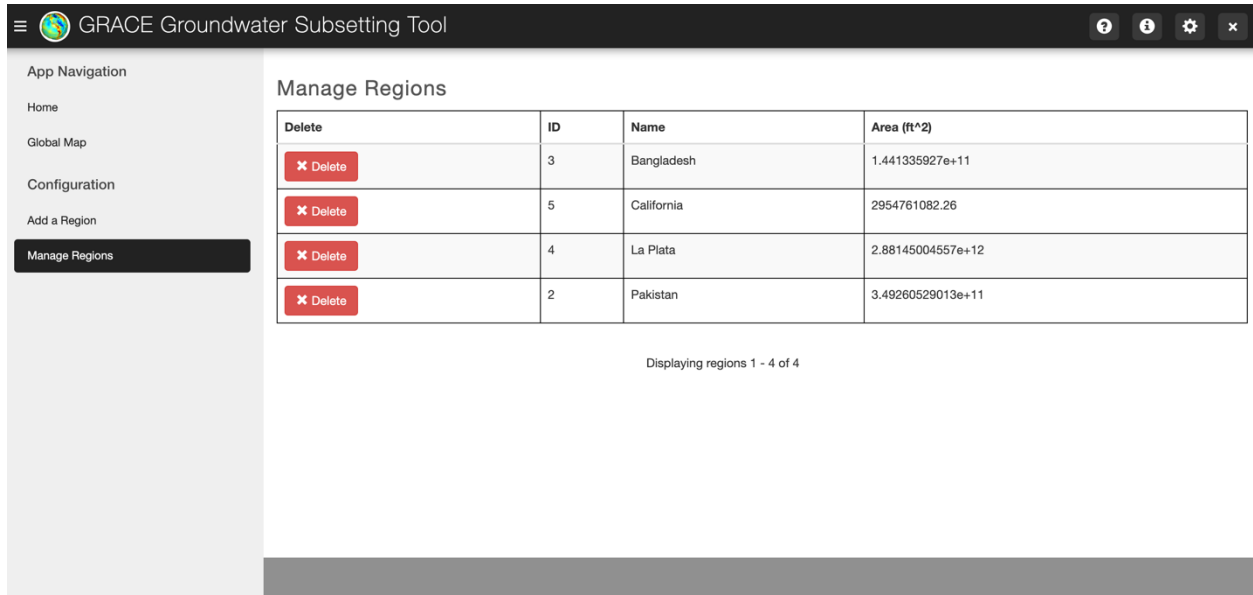 GRACE Groundwater Subsetting Tool
App Navigation
Home
Global Map
Configuration
Add a Region
Manage Regions
Manage Regions
Delete ID Name Area (ft^2)
Delete 3 Bangladesh 1.441335927e+11
Delete 5 California 2954761082.26
Delete 4 La Plata 2.88145004557e+12
Delete 2 Pakistan 3.49260529013e+11
Displaying regions 1 - 4 of 4